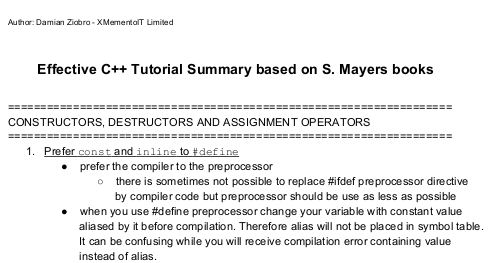 Author: Damian Ziobro - XMementoIT Limited
Effective C++ Tutorial Summary based on S. Mayers books
=====================================================================
CONSTRUCTORS, DESTRUCTORS AND ASSIGNMENT OPERATORS
=====================================================================
1. Prefer const and inline to #define
● prefer the compiler to the preprocessor
○ there is sometimes not possible to replace #ifdef preprocessor directive
by compiler code but preprocessor should be use as less as possible
● when you use #define preprocessor change your variable with constant value
aliased by it before compilation. Therefore alias will not be placed in symbol table.
It can be confusing while you will receive compilation error containing value
instead of alias.